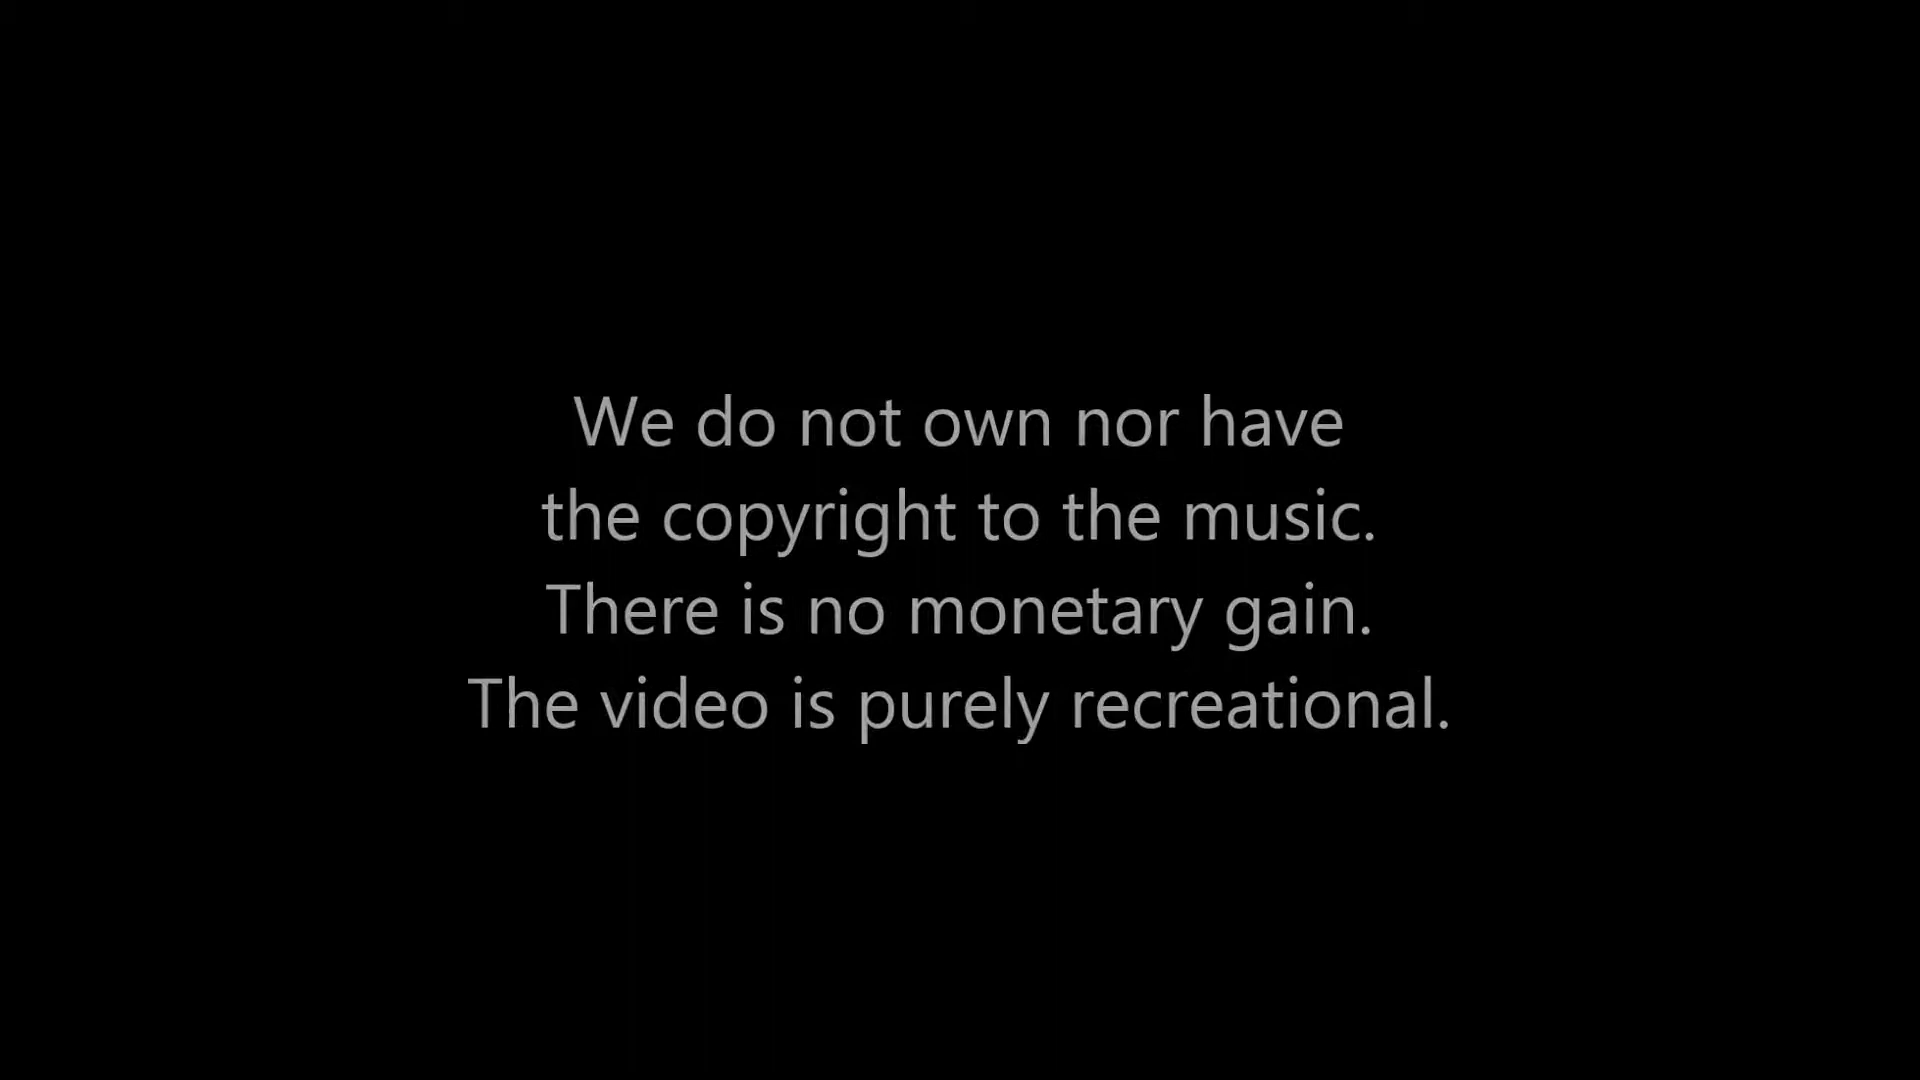 We do not own nor have
the copyright to the music.
There is no monetary gain.
The video is purely recreational.